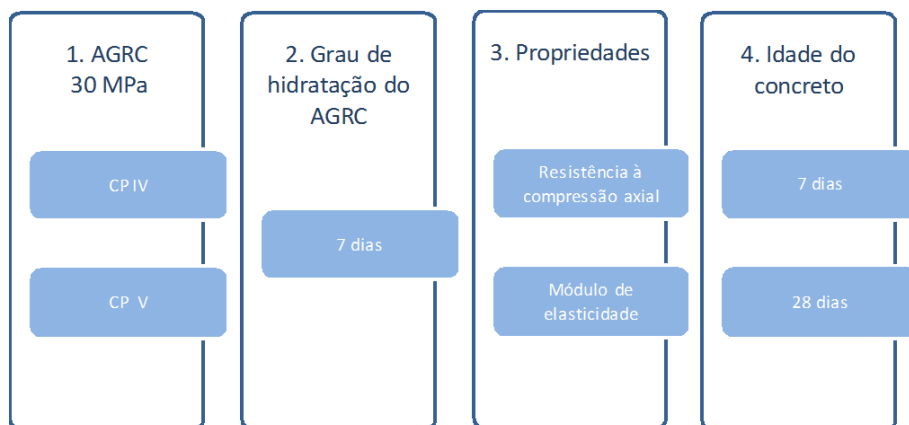 1. AGRC
30 MPa
CP IV
CP V
2. Grau de
hidratação do
AGRC
7 dias
3. Propriedades
Resistência à
compressão axial
Módulo de
elasticidade
4. Idade do
concreto
7 dias
28 dias